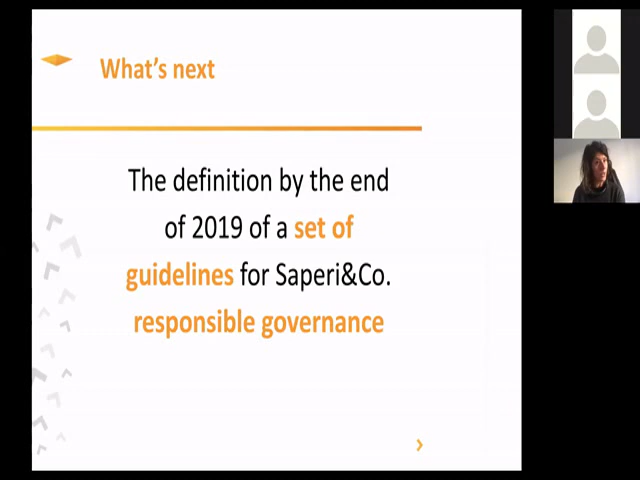 What's next
The definition by the end
of 2019 of a set of
guidelines for Saperi&Co.
responsible governance